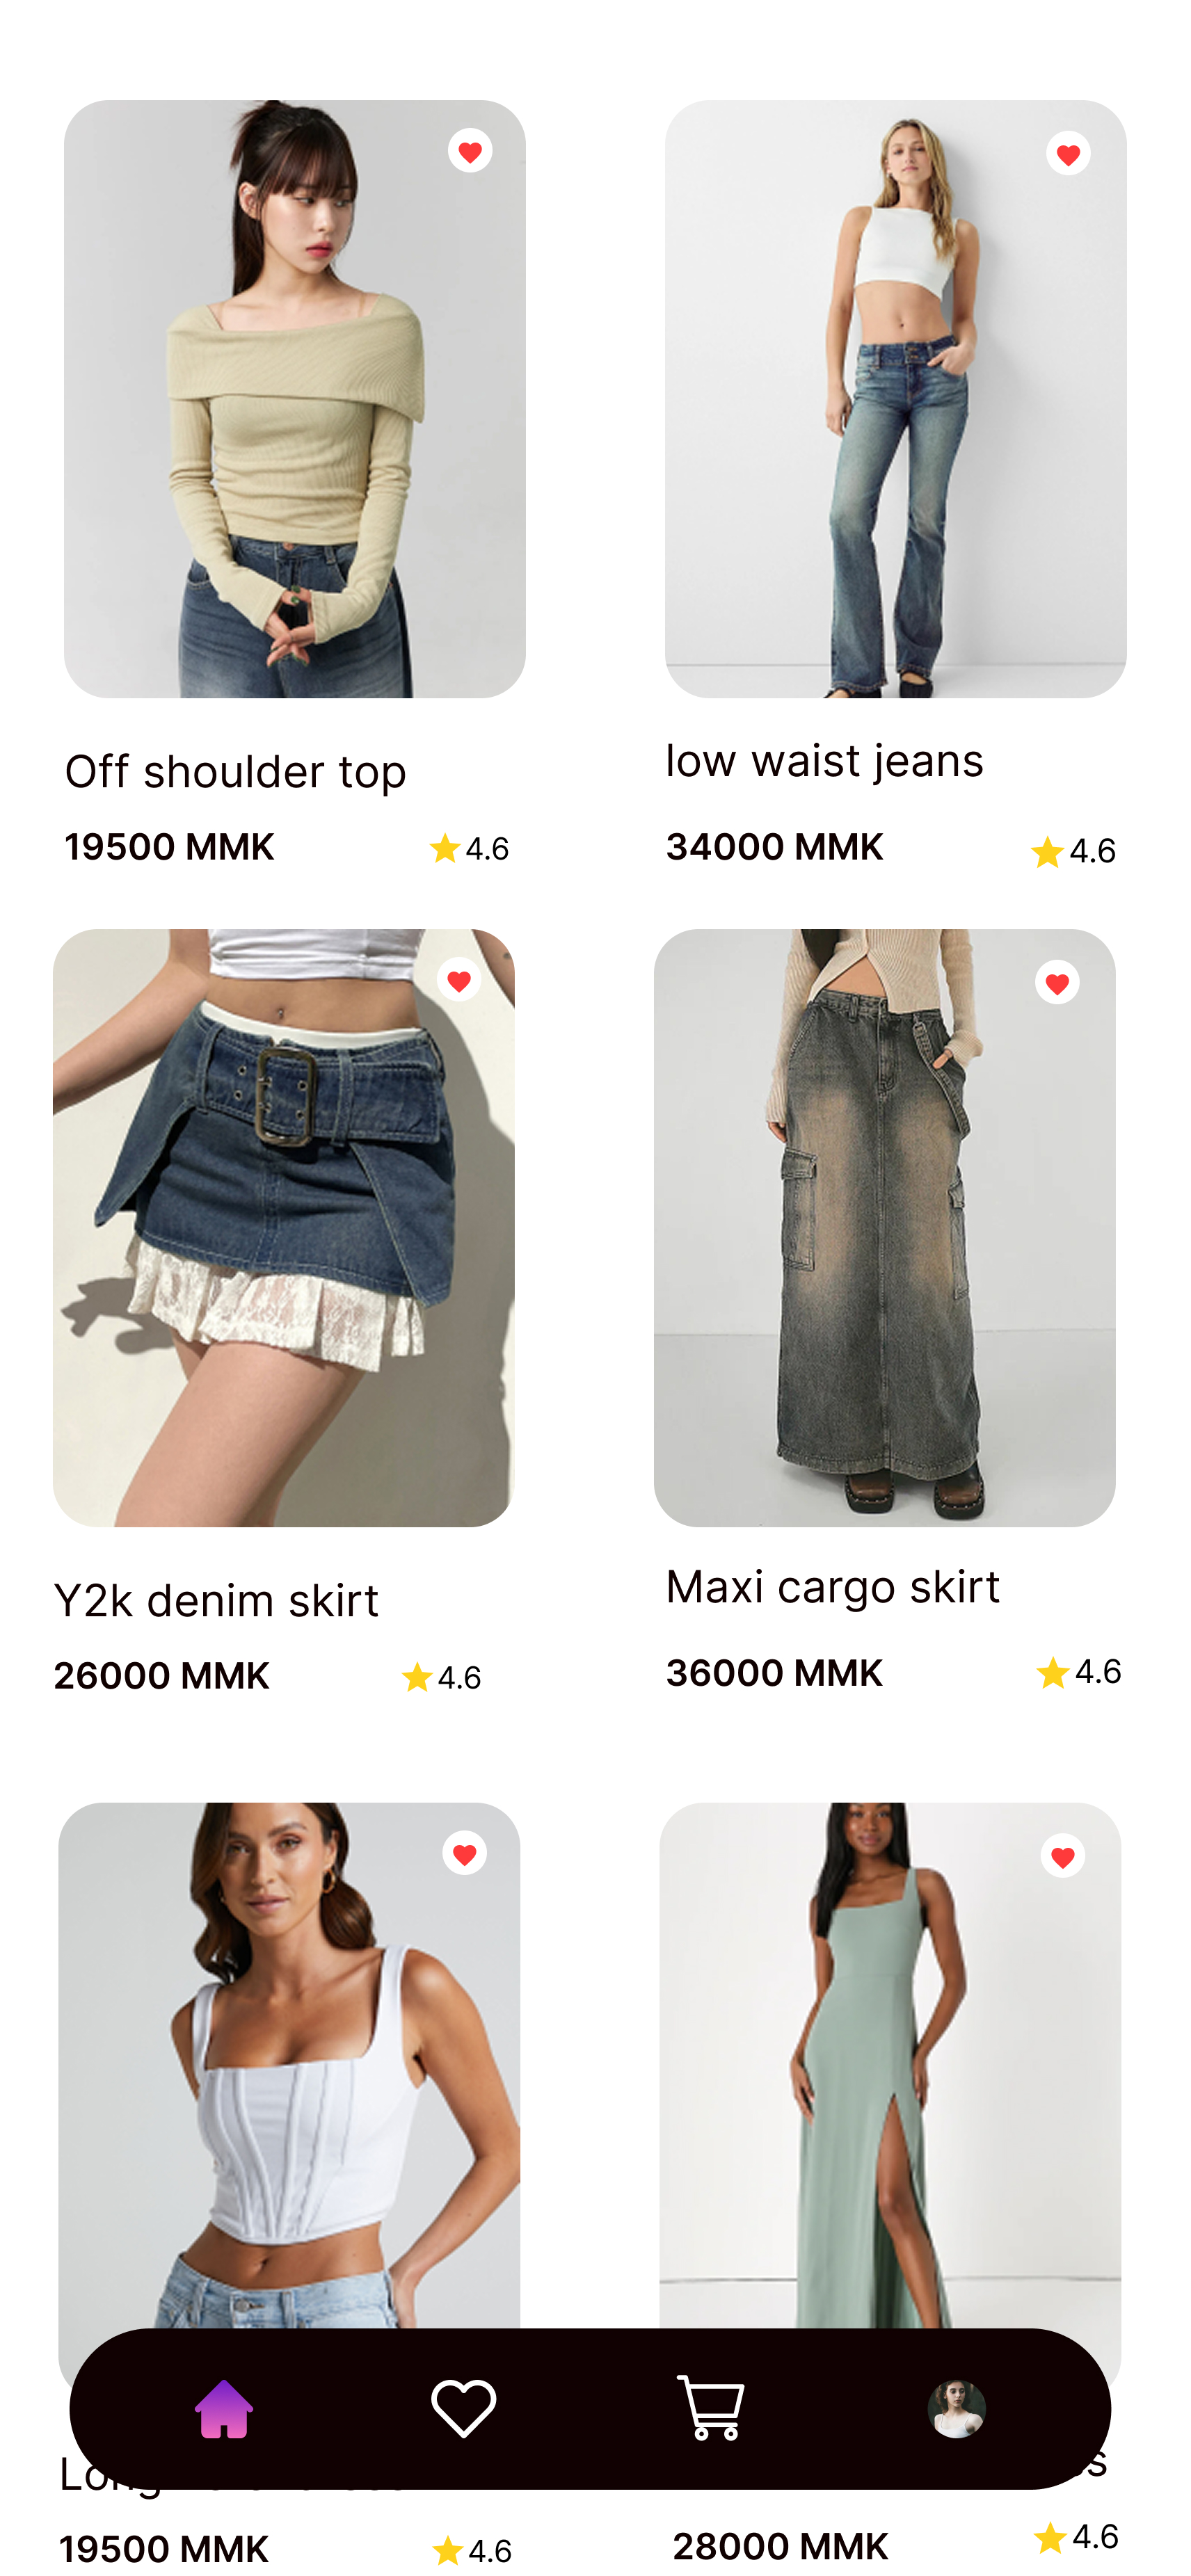 Off shoulder top
low waist jeans
19500 MMK
4.6
34000 MMK
4.6
Y2k denim skirt
Maxi cargo skirt
26000 MMK
4.6
36000 MMK
4.6
19500 MMK
4.6
28000 MMK
4.6